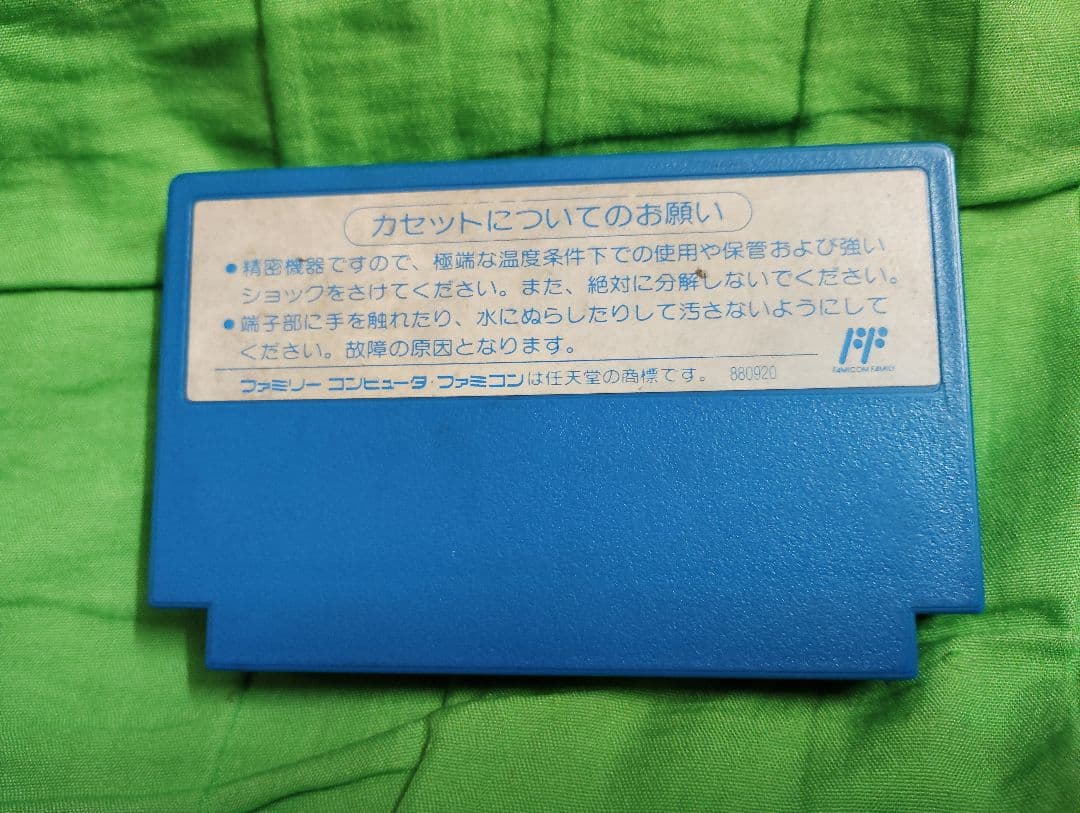 カセットについてのお願い
●精密機器ですので、極端な温度条件下での使用や保管および強い
ショックをさけてください。また、絶対に分解しないでください。
●端子部に手を触れたり、水にぬらしたりして汚さないようにして
ください。故障の原因となります。
FAMICOM FAMILY
ファミリー コンピュータ・ファミコンは任天堂の商標です。 880920